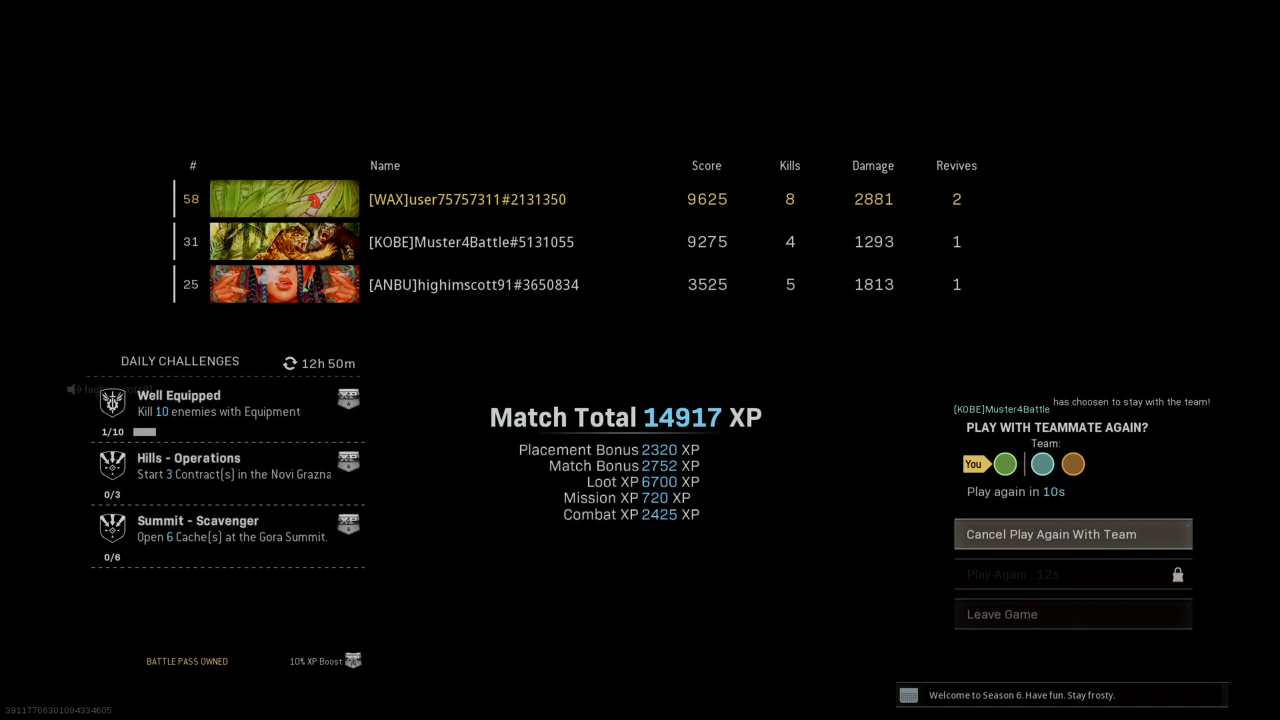 # Name Score Kills Damage Revives
58 [WAX]user75757311#2131350 9625 8 2881 2
31 [KOBE]Muster4Battle#5131055 9275 4 1293 1
25 [ANBU]highimscott91#3650834 3525 5 1813 1
DAILY CHALLENGES 12h 50m
highimscott91
Well Equipped
XP
Kill 10 enemies with Equipment
1/10
Hills - Operations
XP
Start 3 Contract(s) in the Novi Grazna
0/3
Summit - Scavenger
XP
Open 6 Cache(s) at the Gora Summit.
0/6
BATTLE PASS OWNED 10% XP Boost
Match Total 14917 XP
Placement Bonus 2320 XP
Match Bonus 2752 XP
Loot XP 6700 XP
Mission XP 720 XP
Combat XP 2425 XP
[KOBE]Muster4Battle has choosen to stay with the team!
PLAY WITH TEAMMATE AGAIN?
Team:
You
Play again in 10s
Cancel Play Again With Team
Play Again : 12s
Leave Game
Welcome to Season 6. Have fun. Stay frosty.
39117766301094334605